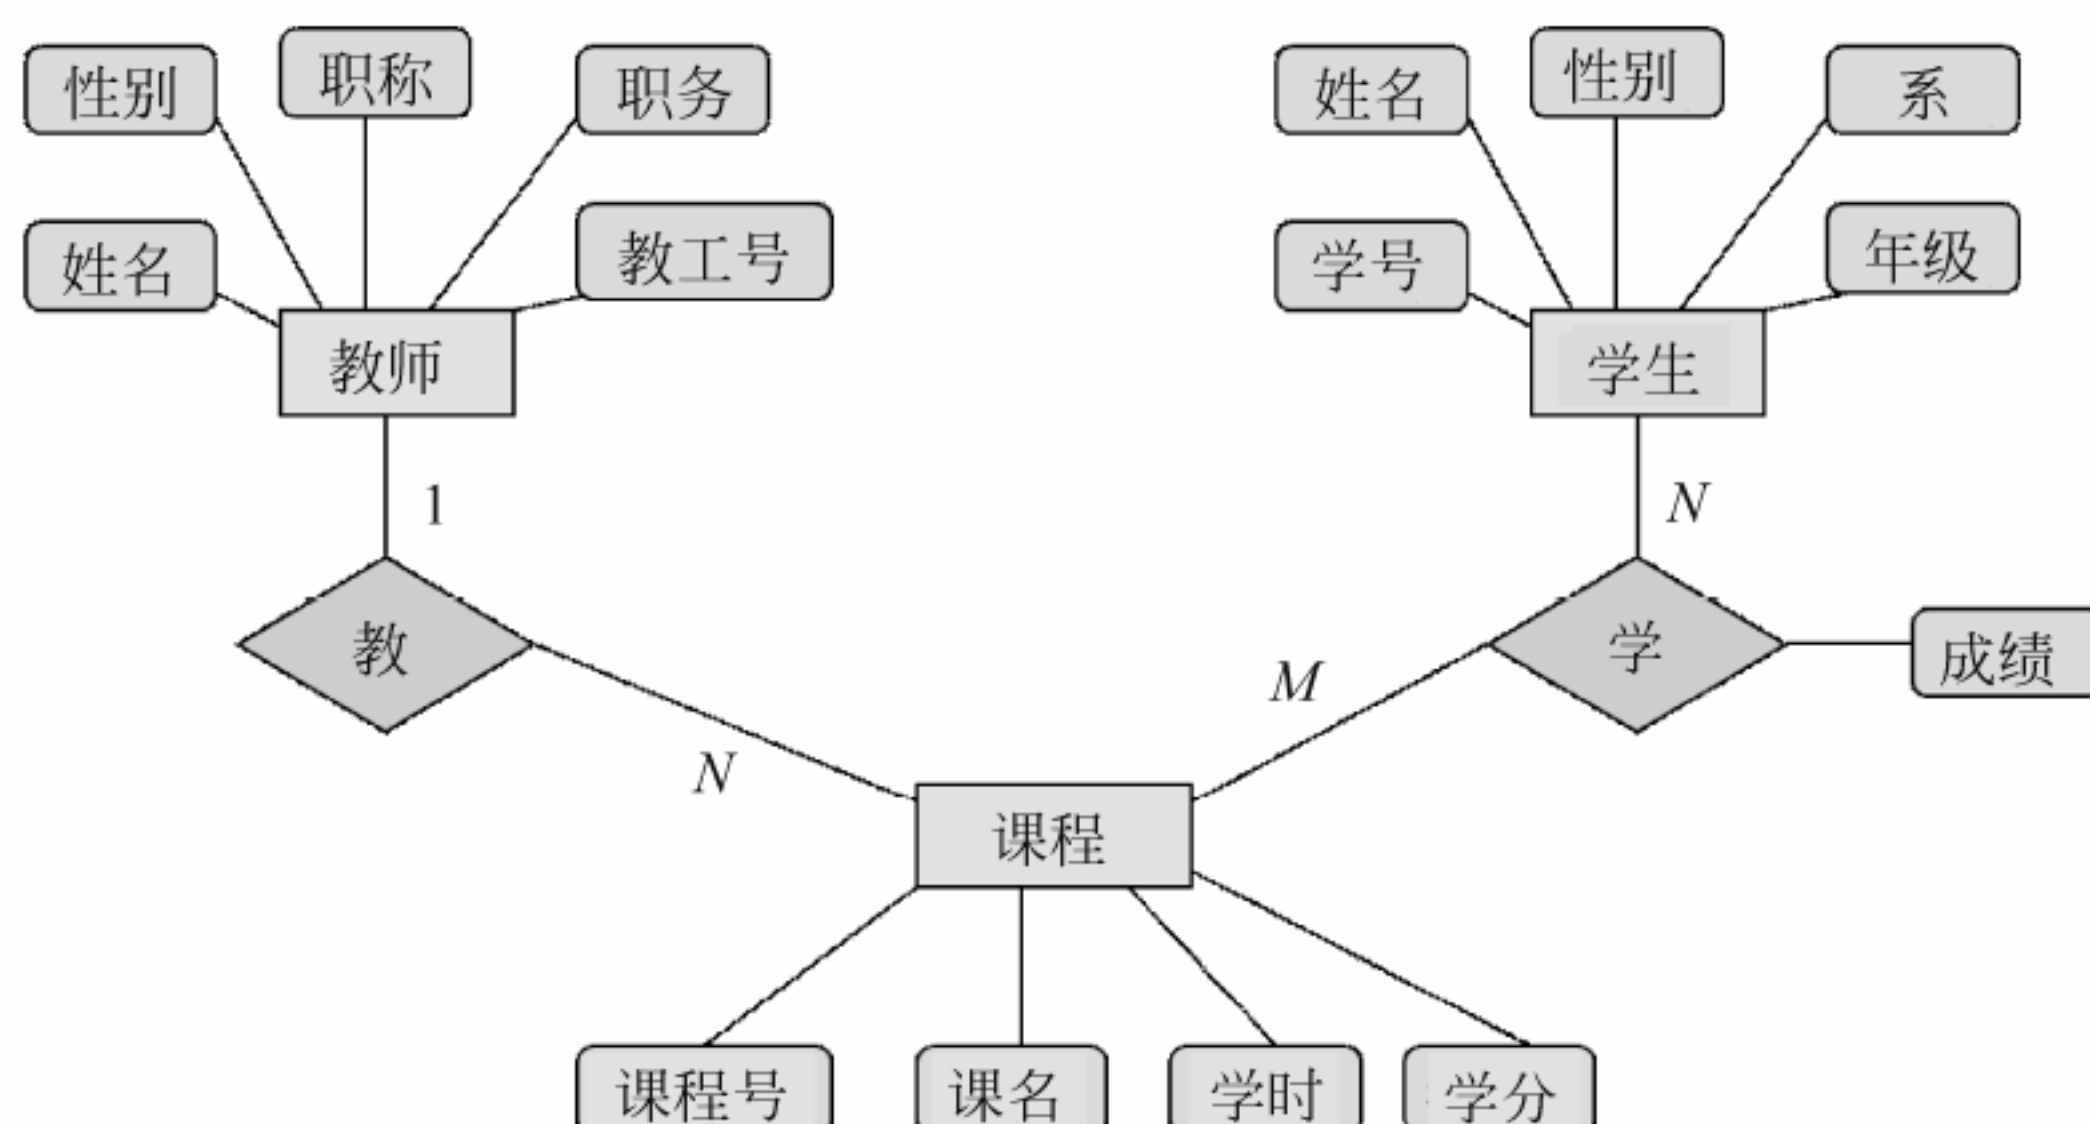 性别
职称
职务
姓名
教工号
教师
1
教
N
姓名
性别
系
学号
年级
学生
N
学
成绩
M
课程
课程号
课名
学时
学分